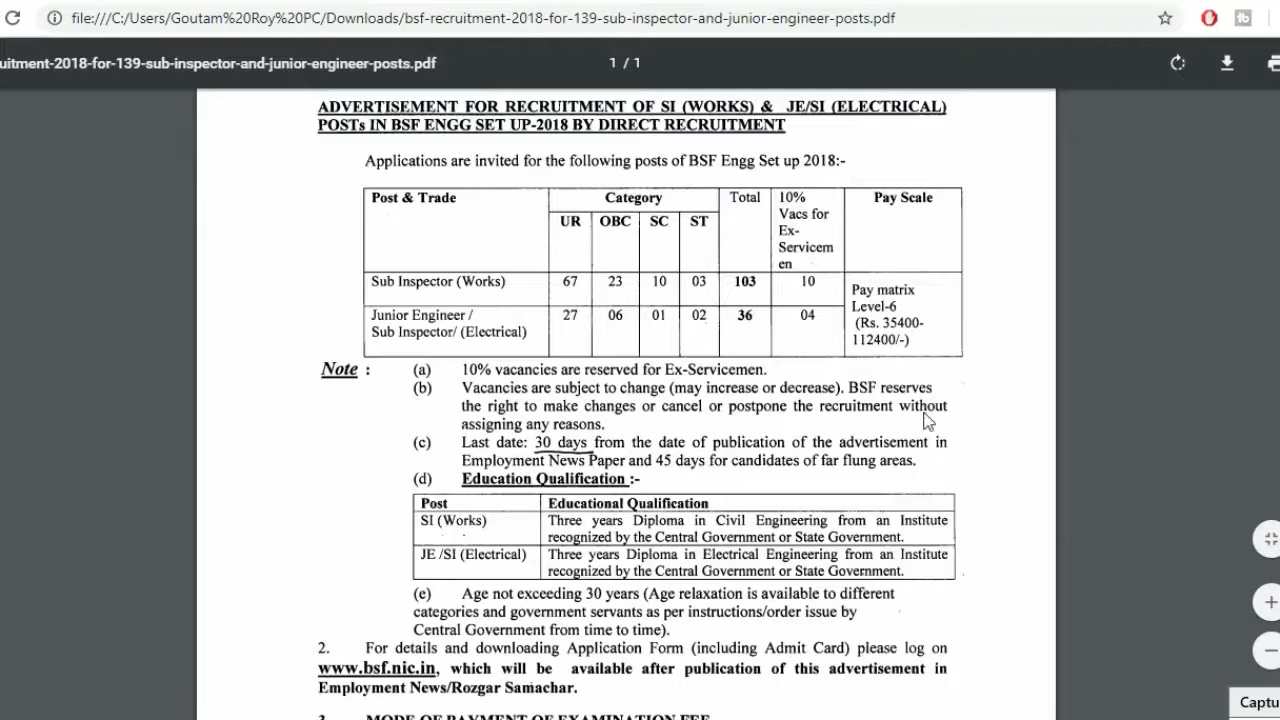 file:///C:/Users/Goutam%20Roy%20PC/Downloads/bsf-recruitment-2018-for-139-sub-inspector-and-junior-engineer-posts.pdf
uitment-2018-for-139-sub-inspector-and-junior-engineer-posts.pdf
1 / 1
ADVERTISEMENT FOR RECRUITMENT OF SI (WORKS) & JE/SI (ELECTRICAL)
POSTs IN BSF ENGG SET UP-2018 BY DIRECT RECRUITMENT
Applications are invited for the following posts of BSF Engg Set up 2018:-
Post & Trade Category Total 10% Pay Scale
Vacs for
UR OBC SC ST
Ex-
Servicem
en
Sub Inspector (Works) 67 23 10 03 103 10
Pay matrix
Level-6
Junior Engineer / 27 06 01 02 36 04
(Rs. 35400-
Sub Inspector/ (Electrical)
112400/-)
Note : (a) 10% vacancies are reserved for Ex-Servicemen.
(b) Vacancies are subject to change (may increase or decrease). BSF reserves
the right to make changes or cancel or postpone the recruitment without
assigning any reasons.
(c) Last date: 30 days from the date of publication of the advertisement in
Employment News Paper and 45 days for candidates of far flung areas.
(d) Education Qualification :-
Post Educational Qualification
SI (Works) Three years Diploma in Civil Engineering from an Institute
recognized by the Central Government or State Government.
JE /SI (Electrical) Three years Diploma in Electrical Engineering from an Institute
recognized by the Central Government or State Government.
(e) Age not exceeding 30 years (Age relaxation is available to different
categories and government servants as per instructions/order issue by
Central Government from time to time).
2. For details and downloading Application Form (including Admit Card) please log on
www.bsf.nic.in, which will be available after publication of this advertisement in
Employment News/Rozgar Samachar.
Captu
3. MODE OF PAYMENT OF EXAMINATION FEE